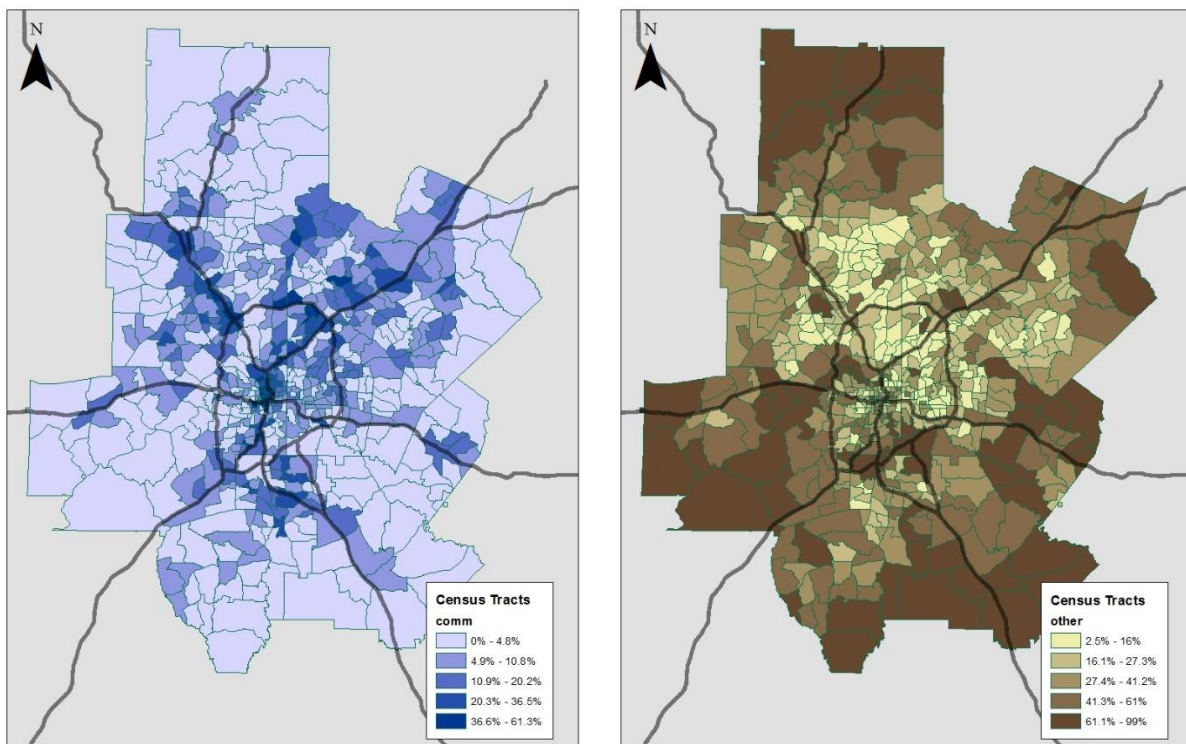 N
Census Tracts
comm
0% - 4.8%
4.9% - 10.8%
10.9% - 20.2%
20.3% - 36.5%
36.6% - 61.3%
N
Census Tracts
other
2.5% - 16%
16.1% - 27.3%
27.4% - 41.2%
41.3% - 61%
61.1% - 99%